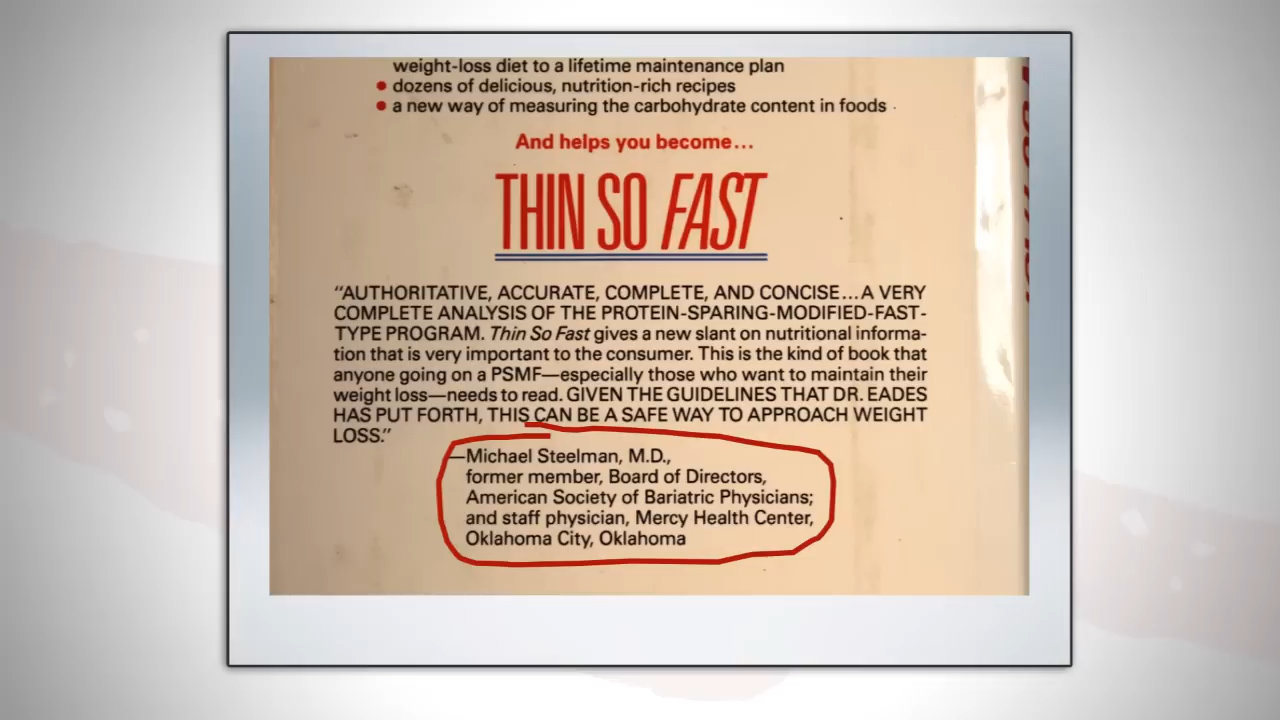 weight-loss diet to a lifetime maintenance plan
● dozens of delicious, nutrition-rich recipes
● a new way of measuring the carbohydrate content in foods
And helps you become...
THIN SO FAST
“AUTHORITATIVE, ACCURATE, COMPLETE, AND CONCISE...A VERY
COMPLETE ANALYSIS OF THE PROTEIN-SPARING-MODIFIED-FAST-
TYPE PROGRAM. Thin So Fast gives a new slant on nutritional informa-
tion that is very important to the consumer. This is the kind of book that
anyone going on a PSMF—especially those who want to maintain their
weight loss—needs to read. GIVEN THE GUIDELINES THAT DR. EADES
HAS PUT FORTH, THIS CAN BE A SAFE WAY TO APPROACH WEIGHT
LOSS.”
—Michael Steelman, M.D.,
former member, Board of Directors,
American Society of Bariatric Physicians;
and staff physician, Mercy Health Center,
Oklahoma City, Oklahoma